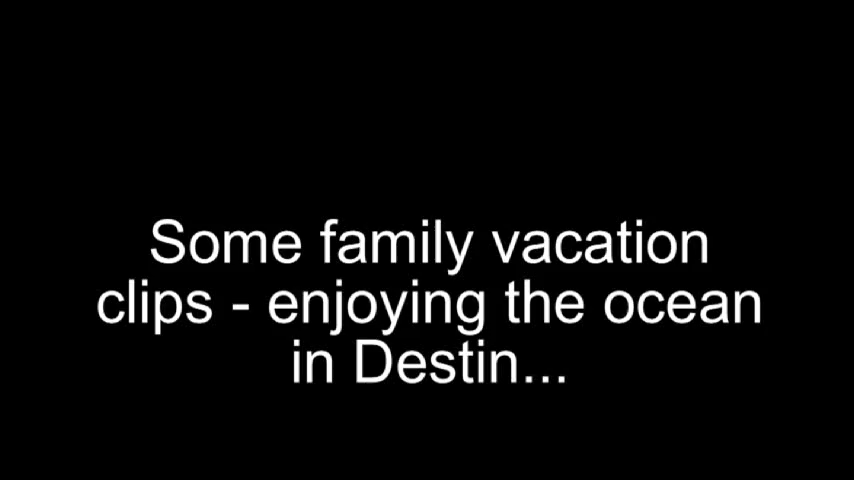 Some family vacation
clips - enjoying the ocean
in Destin...